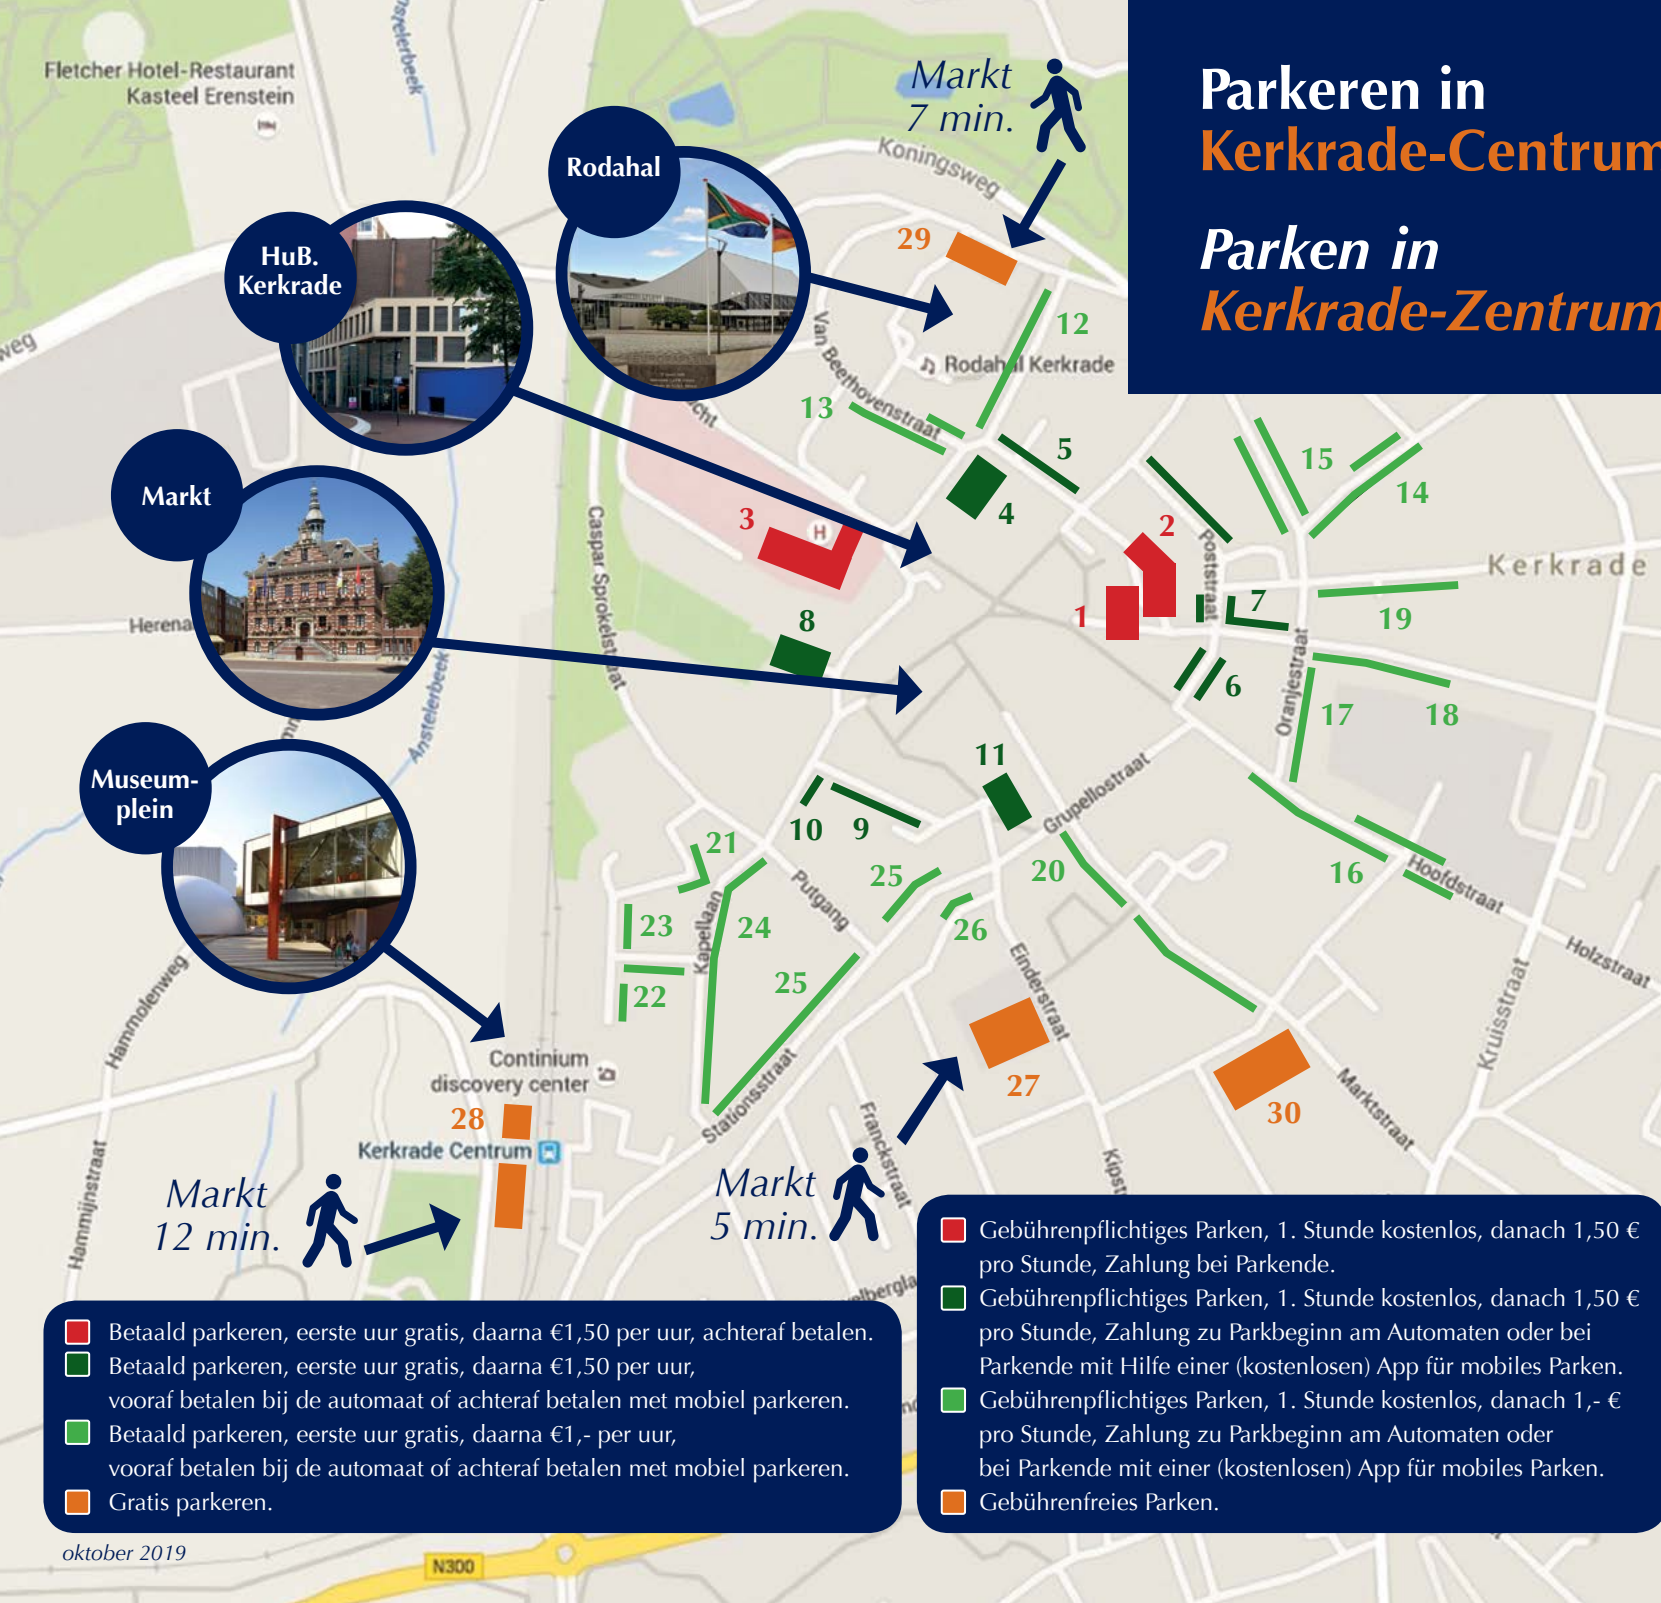 Parkeren in
Kerkrade-Centrum
Parken in
Kerkrade-Zentrum
Fletcher Hotel-Restaurant
Kasteel Erenstein
Markt
7 min.
Koningsweg
Rodahal
HuB.
Kerkrade
29
12
Van Beethovenstraat
Rodahal Kerkrade
13
5
15
14
4
Markt
3
H
2
Caspar Sprokelstraat
Poststraat
Kerkrade
1
7
19
8
Herena
6
Oranjestraat
17
18
Anstelerbeek
Museum-
plein
11
Grupellostraat
10
9
21
25
20
16
Hoofdstraat
Putgang
23
24
Kapellaan
26
Holzstraat
25
22
Einderstraat
Kruisstraat
Hammolenweg
Continium
discovery center
27
28
Kerkrade Centrum
Stationsstraat
30
Marktstraat
Franckstraat
Kipst
Hammijnstraat
Markt
12 min.
Markt
5 min.
Betaald parkeren, eerste uur gratis, daarna €1,50 per uur, achteraf betalen.
Betaald parkeren, eerste uur gratis, daarna €1,50 per uur,
vooraf betalen bij de automaat of achteraf betalen met mobiel parkeren.
Betaald parkeren, eerste uur gratis, daarna €1,- per uur,
vooraf betalen bij de automaat of achteraf betalen met mobiel parkeren.
Gratis parkeren.
Gebührenpflichtiges Parken, 1. Stunde kostenlos, danach 1,50 €
pro Stunde, Zahlung bei Parkende.
Gebührenpflichtiges Parken, 1. Stunde kostenlos, danach 1,50 €
pro Stunde, Zahlung zu Parkbeginn am Automaten oder bei
Parkende mit Hilfe einer (kostenlosen) App für mobiles Parken.
Gebührenpflichtiges Parken, 1. Stunde kostenlos, danach 1,- €
pro Stunde, Zahlung zu Parkbeginn am Automaten oder
bei Parkende mit einer (kostenlosen) App für mobiles Parken.
Gebührenfreies Parken.
oktober 2019
N300